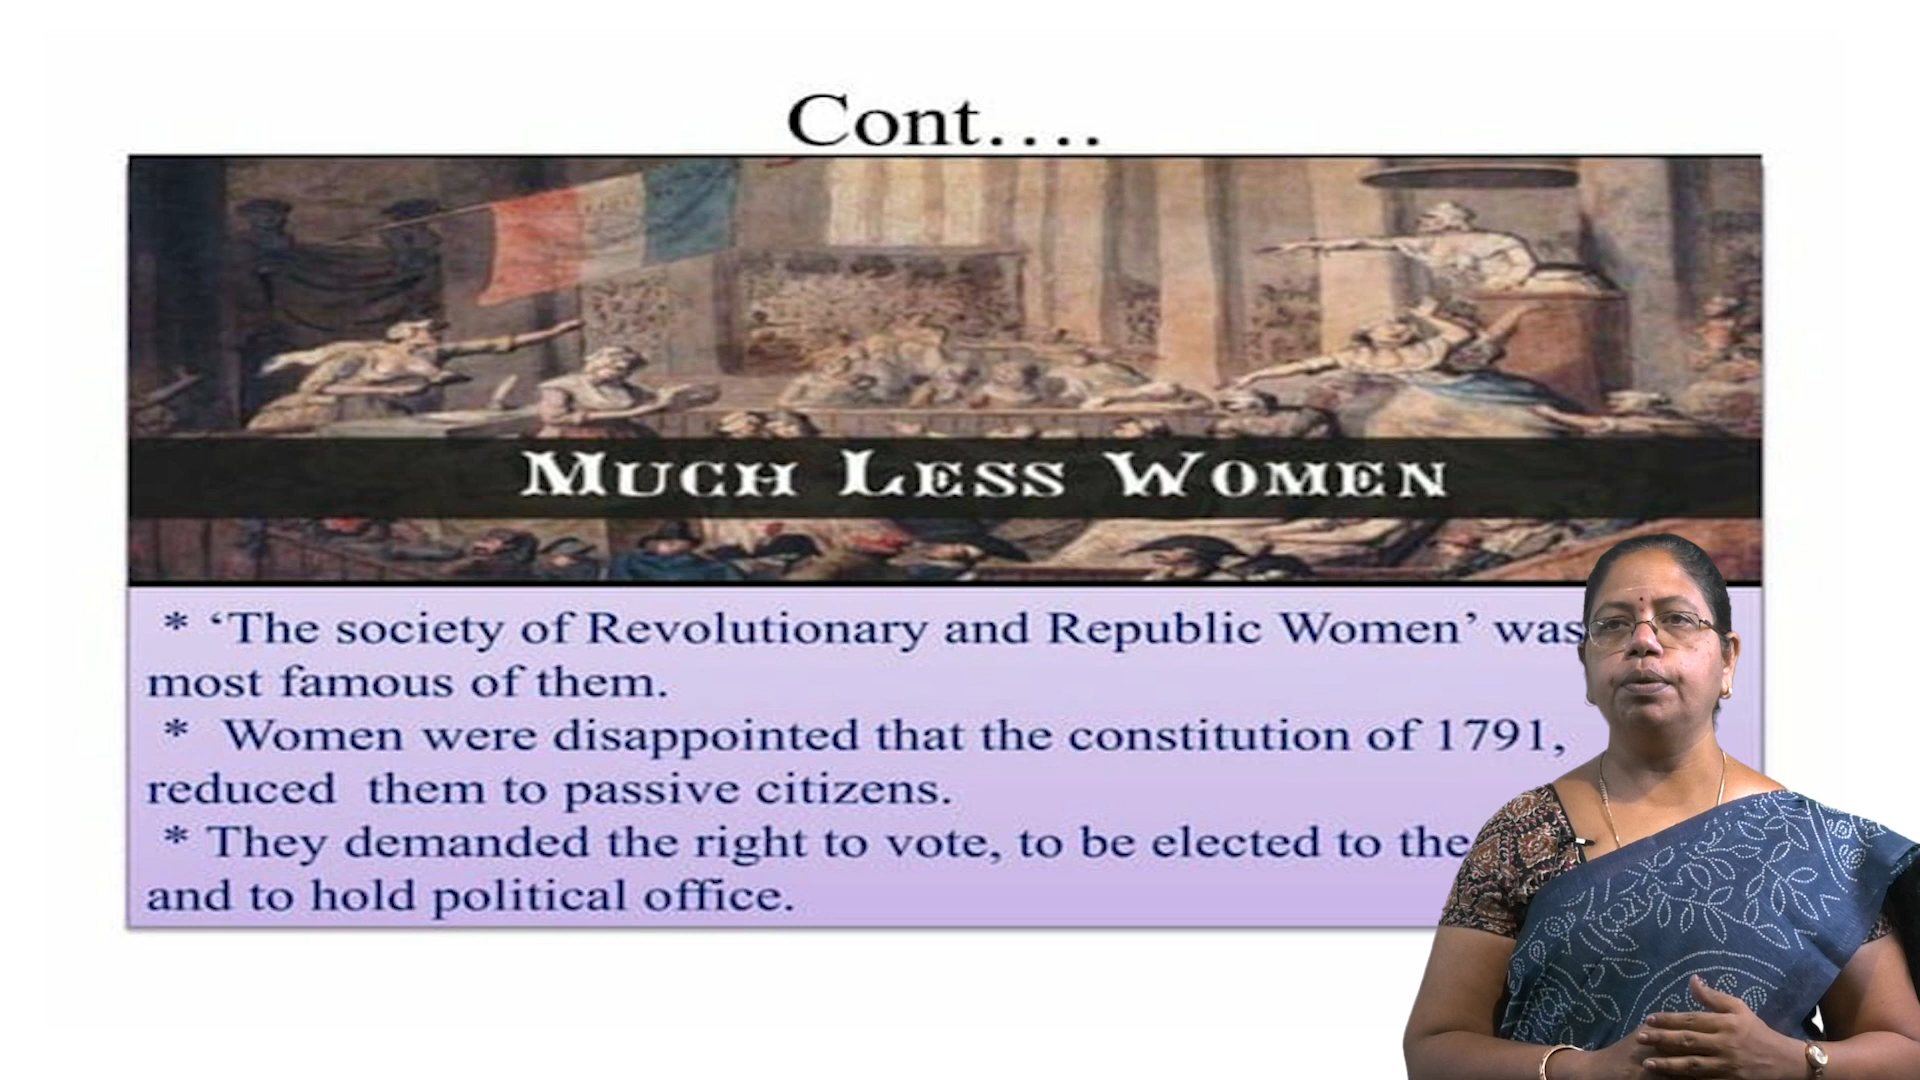 Cont....
MUCH LESS WOMEN
* ‘The society of Revolutionary and Republic Women’ was
most famous of them.
* Women were disappointed that the constitution of 1791,
reduced them to passive citizens.
* They demanded the right to vote, to be elected to the
and to hold political office.